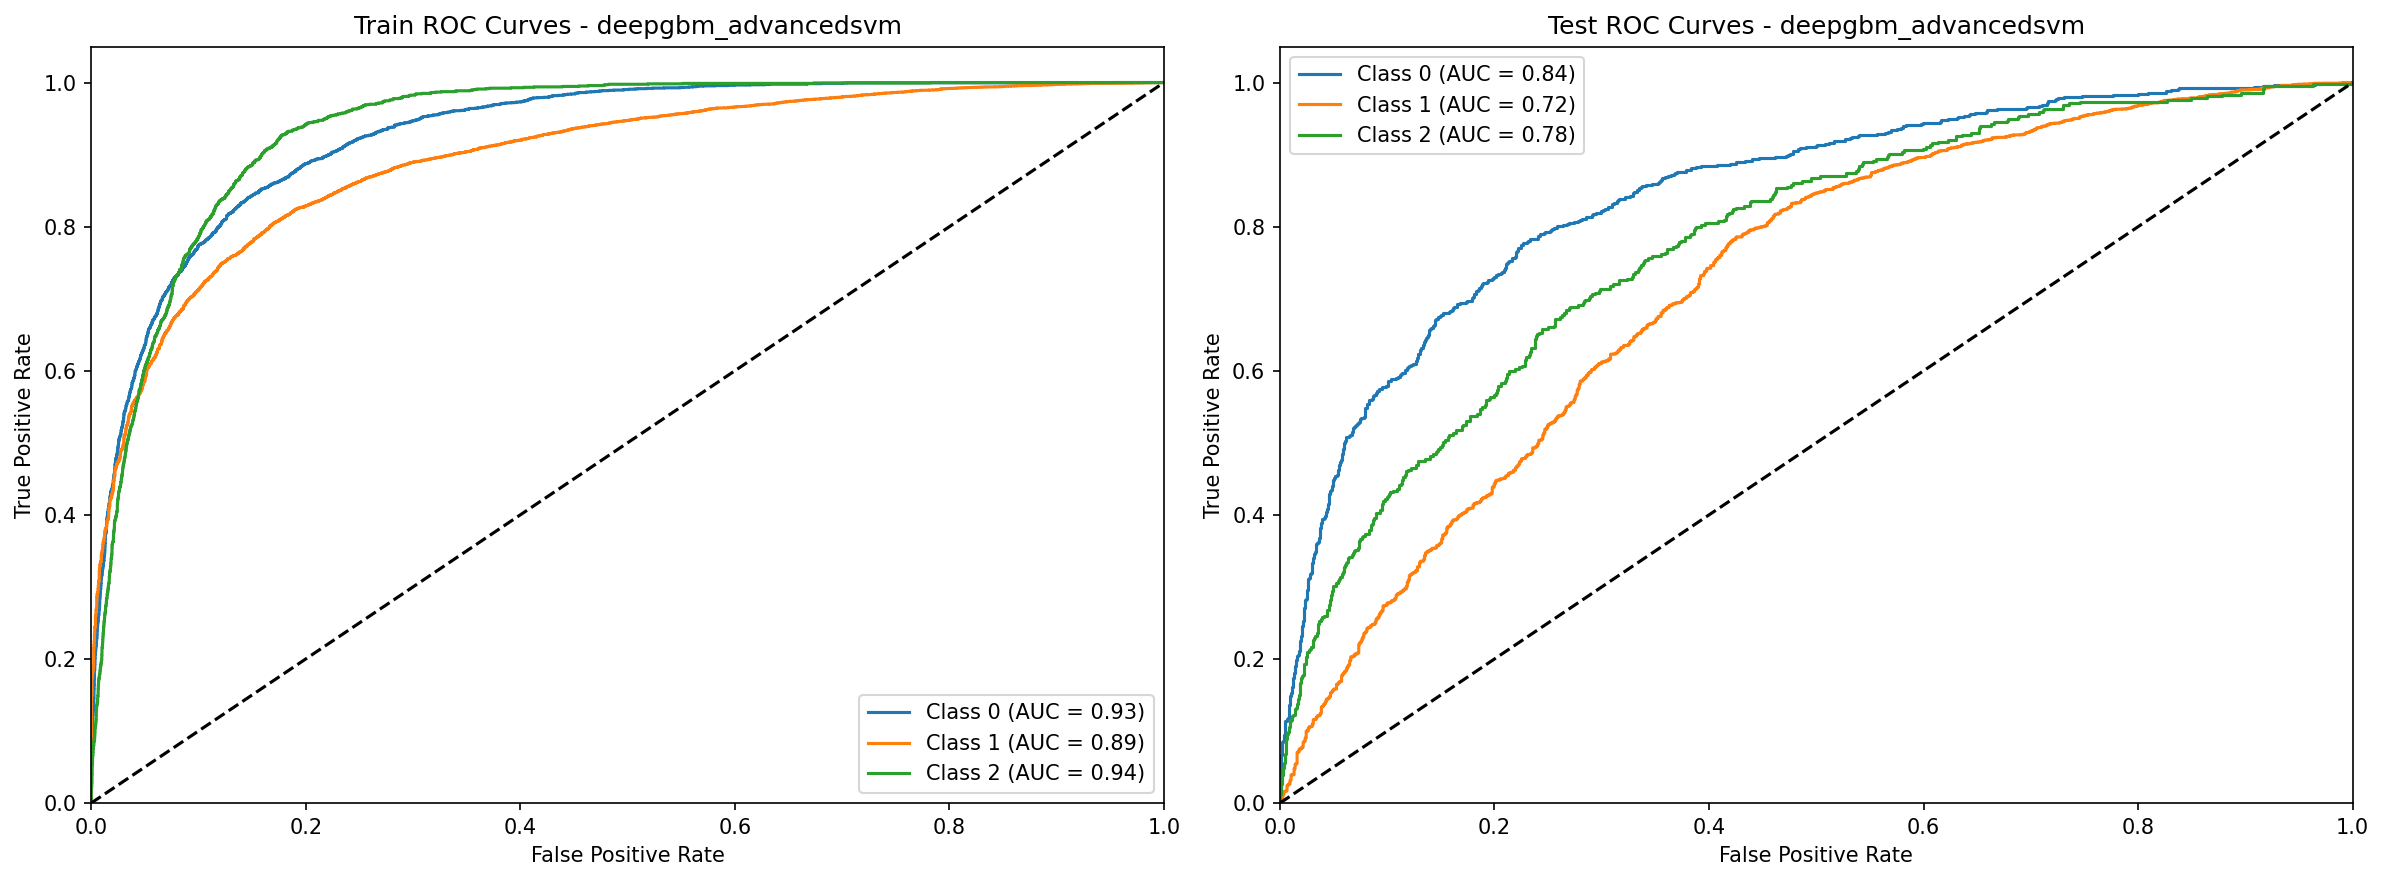 Train ROC Curves - deepgbm_advancedsvm
True Positive Rate
1.0
0.8
0.6
0.4
0.2
0.0
Class 0 (AUC = 0.93)
Class 1 (AUC = 0.89)
Class 2 (AUC = 0.94)
0.0 0.2 0.4 0.6 0.8 1.0
False Positive Rate
Test ROC Curves - deepgbm_advancedsvm
Class 0 (AUC = 0.84)
Class 1 (AUC = 0.72)
Class 2 (AUC = 0.78)
True Positive Rate
1.0
0.8
0.6
0.4
0.2
0.0
0.0 0.2 0.4 0.6 0.8 1.0
False Positive Rate